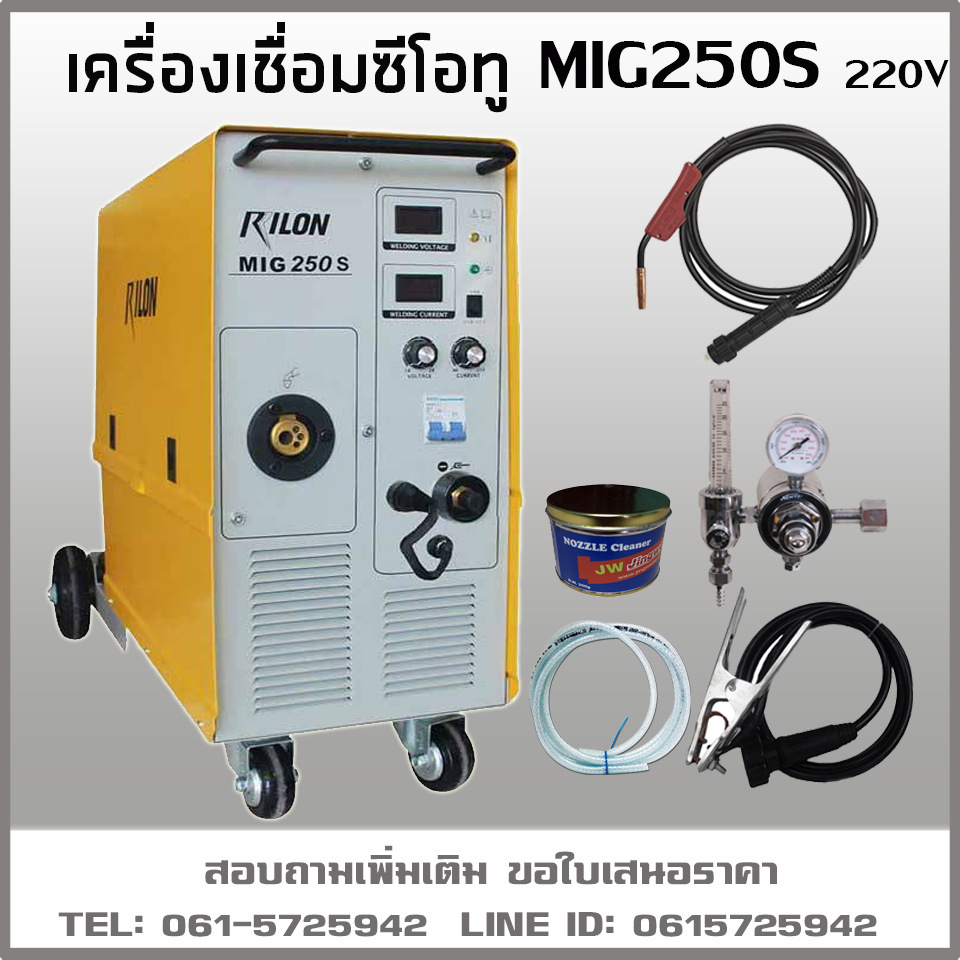 เครื่องเชื่อมซีโอทู MIG250S 220V
RILON
MIG 250 S
WELDING VOLTAGE
WELDING CURRENT
VOLTAGE
CURRENT
RILON
NOZZLE Cleaner
JW
สอบถามเพิ่มเติม ขอใบเสนอราคา
TEL: 061-5725942 LINE ID: 0615725942